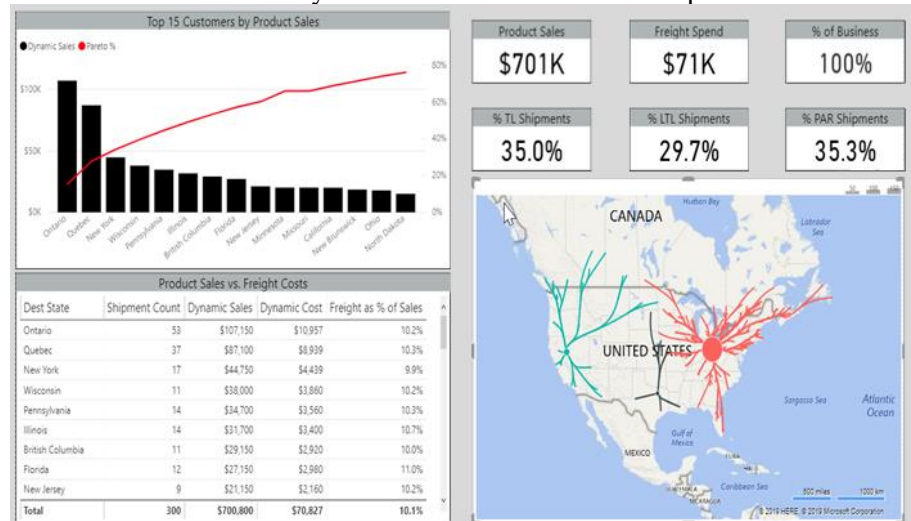 Top 15 Customers by Product Sales
Dynamic Sales Pareto %
$100K
$50K
$0K
80%
60%
40%
20%
0%
Ontario
Quebec
New York
Wisconsin
Pennsylvania
Illinois
British Columbia
Florida
New Jersey
Minnesota
Missouri
California
New Brunswick
Ohio
North Dakota
Product Sales
$701K
Freight Spend
$71K
% of Business
100%
% TL Shipments
35.0%
% LTL Shipments
29.7%
% PAR Shipments
35.3%
Product Sales vs. Freight Costs
Dest State Shipment Count Dynamic Sales Dynamic Cost Freight as % of Sales
Ontario 53 $107,150 $10,957 10.2%
Quebec 37 $87,100 $8,939 10.3%
New York 17 $44,750 $4,439 9.9%
Wisconsin 11 $38,000 $3,860 10.2%
Pennsylvania 14 $34,700 $3,560 10.3%
Illinois 14 $31,700 $3,400 10.7%
British Columbia 11 $29,150 $2,920 10.0%
Florida 12 $27,150 $2,980 11.0%
New Jersey 9 $21,150 $2,160 10.2%
Total 300 $700,800 $70,827 10.1%
Hudson Bay
CANADA
Labrador
Sea
UNITED STATES
Sargasso Sea
Atlantic
Ocean
Gulf of
Mexico
MEXICO
CUBA
GUATEMALA
NICARAGUA
Caribbean Sea
500 miles 1000 km
© 2019 HERE, © 2019 Microsoft Corporation